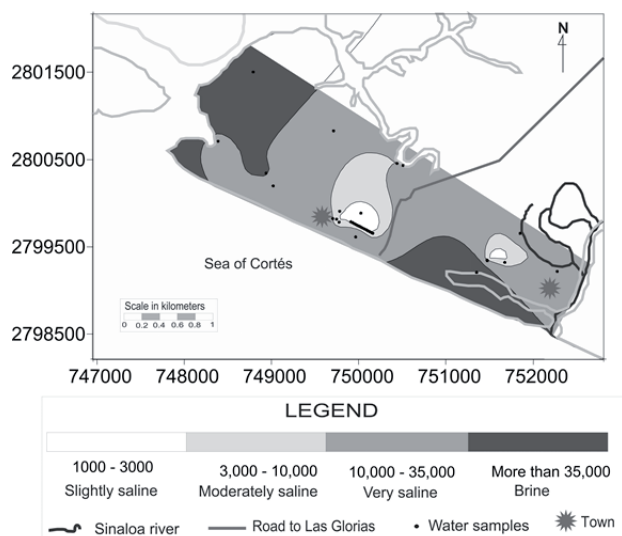 N
2801500
2800500
2799500
2798500
Sea of Cortés
Scale in kilometers
0 0.2 0.4 0.6 0.8 1
747000 748000 749000 750000 751000 752000
LEGEND
1000 - 3000 3,000 - 10,000 10,000 - 35,000 More than 35,000
Slightly saline Moderately saline Very saline Brine
Sinaloa river Road to Las Glorias Water samples Town